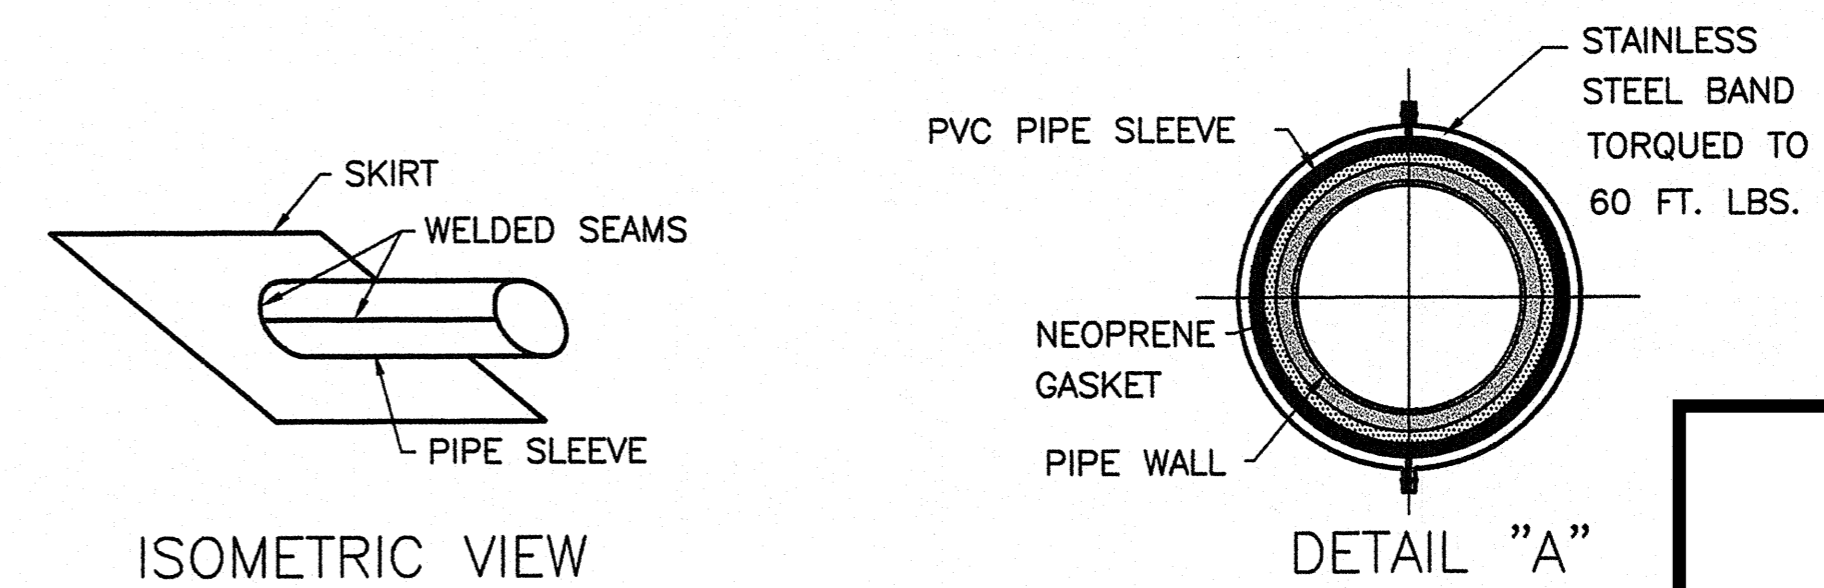 SKIRT
WELDED SEAMS
PIPE SLEEVE
ISOMETRIC VIEW
STAINLESS
STEEL BAND
TORQUED TO
60 FT. LBS.
PVC PIPE SLEEVE
NEOPRENE
GASKET
PIPE WALL
DETAIL "A"